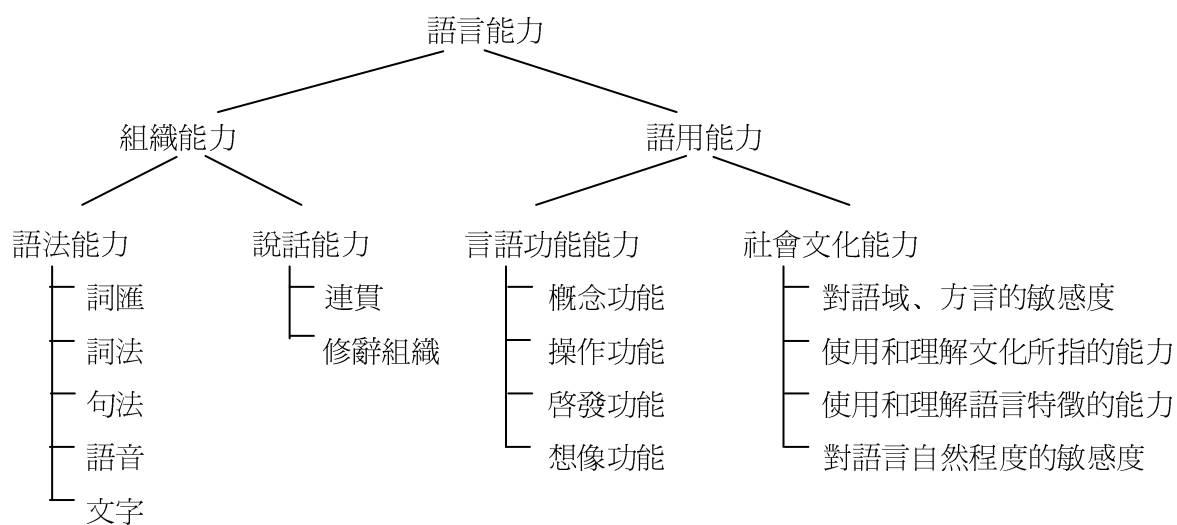 語言能力
組織能力
語用能力
語法能力
說話能力
言語功能能力
社會文化能力
詞匯
詞法
句法
語音
文字
連貫
修辭組織
概念功能
操作功能
啓發功能
想像功能
對語域、方言的敏感度
使用和理解文化所指的能力
使用和理解語言特徵的能力
對語言自然程度的敏感度